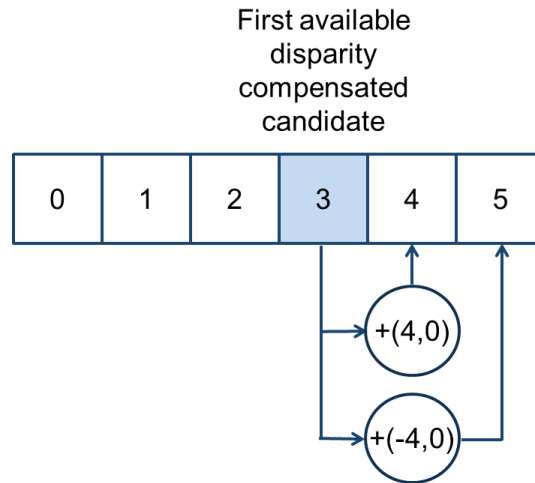 First available
disparity
compensated
candidate
0 1 2 3 4 5
+(4,0)
+(-4,0)